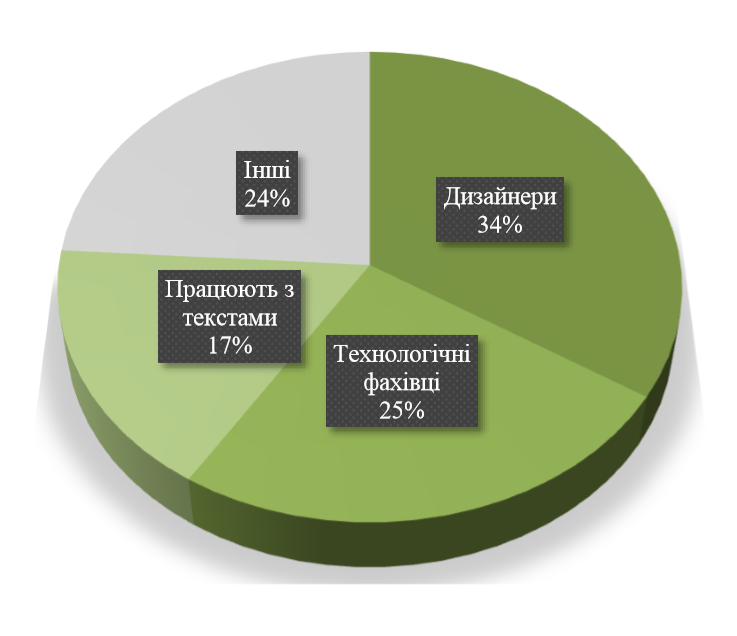 Інші
24%
Дизайнери
34%
Працюють з
текстами
17%
Технологічні
фахівці
25%